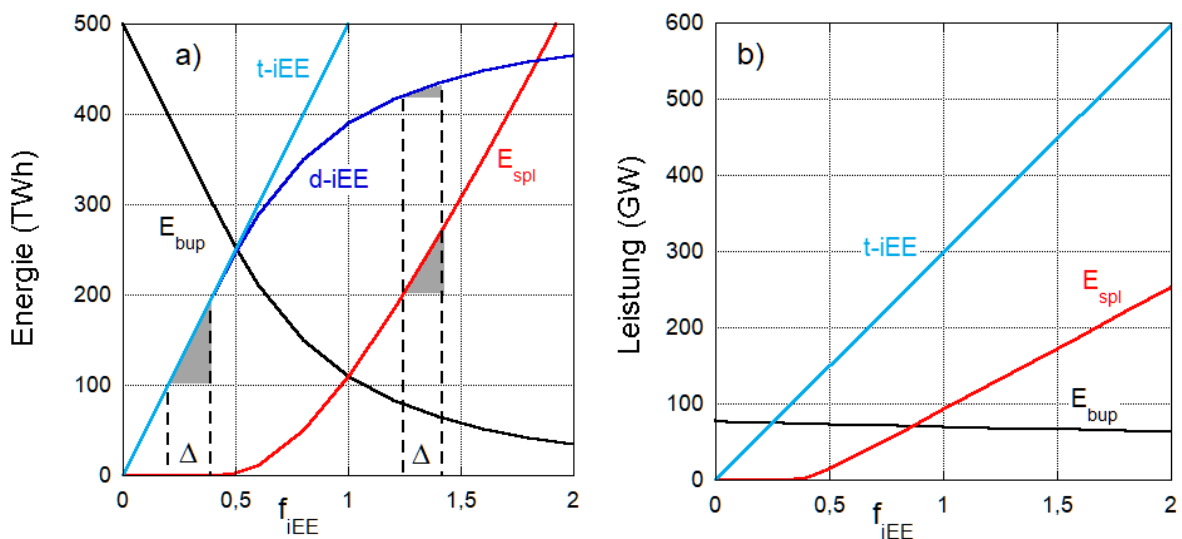 a)
Energie (TWh)
500
400
300
200
100
0
t-iEE
d-iEE
E_bup
E_spl
Δ
Δ
0
0,5
1
1,5
2
f_iEE
b)
Leistung (GW)
600
500
400
300
200
100
0
t-iEE
E_spl
E_bup
0
0,5
1
1,5
2
f_iEE